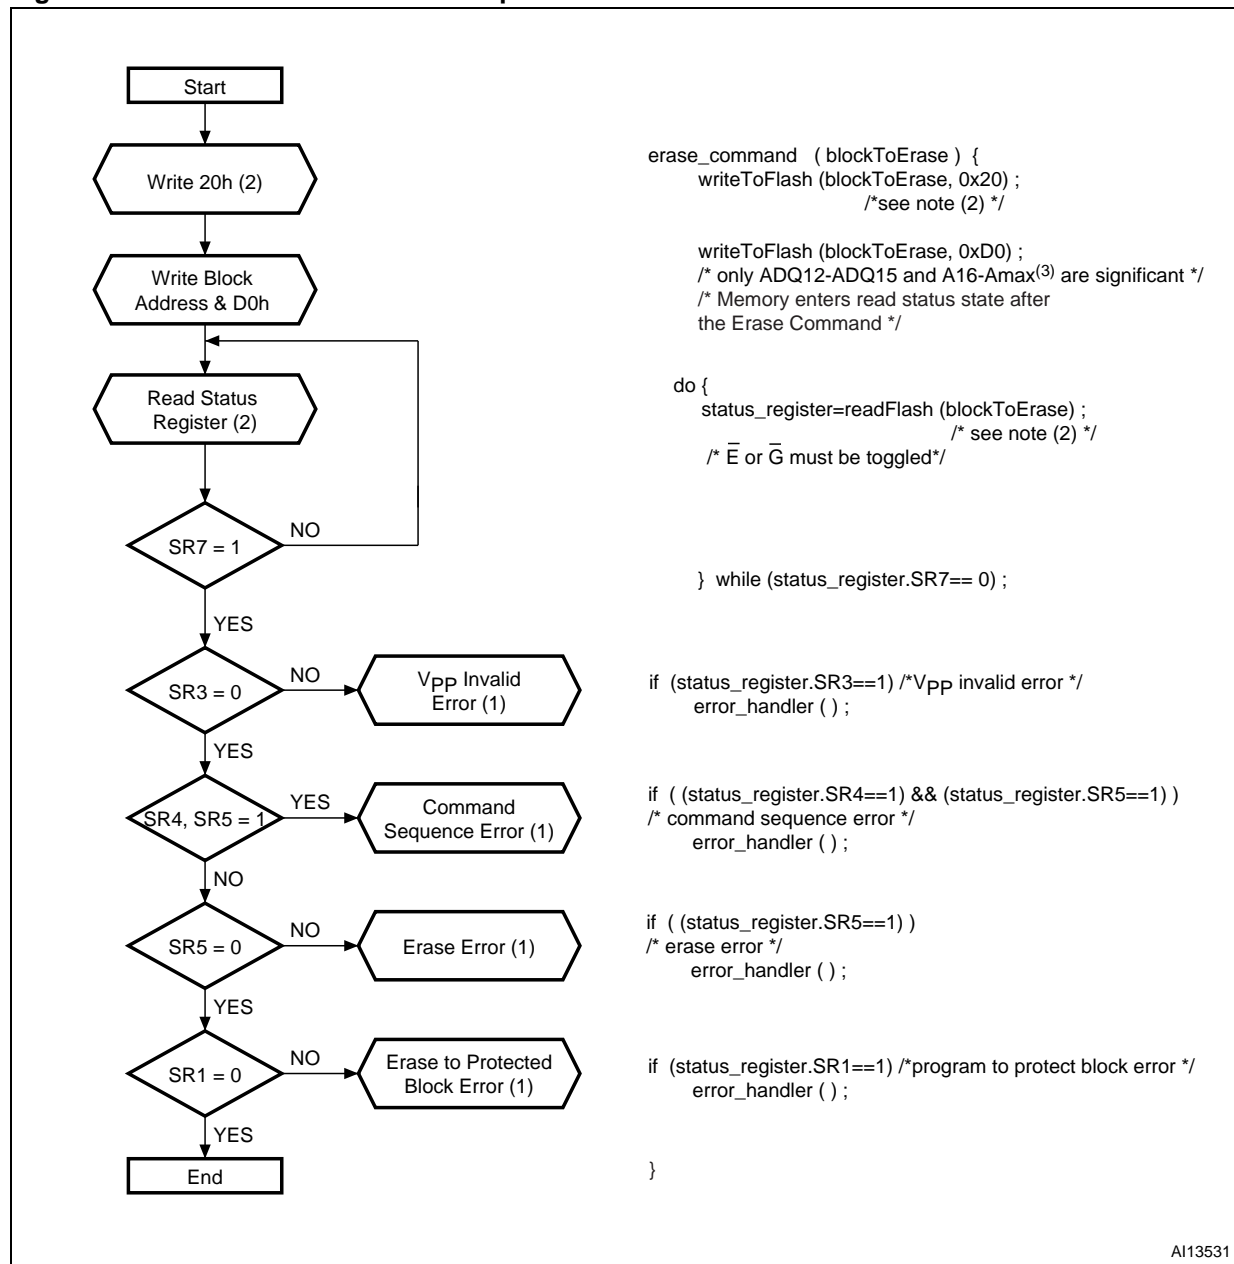 Start
Write 20h (2)
Write Block
Address & D0h
Read Status
Register (2)
SR7 = 1
NO
YES
SR3 = 0
NO
VPP Invalid
Error (1)
YES
SR4, SR5 = 1
YES
Command
Sequence Error (1)
NO
SR5 = 0
NO
Erase Error (1)
YES
SR1 = 0
NO
Erase to Protected
Block Error (1)
YES
End
erase_command ( blockToErase ) {
writeToFlash (blockToErase, 0x20) ;
/*see note (2) */
writeToFlash (blockToErase, 0xD0) ;
/* only ADQ12-ADQ15 and A16-Amax(3) are significant */
/* Memory enters read status state after
the Erase Command */
do {
status_register=readFlash (blockToErase) ;
/* see note (2) */
/* E̅ or G̅ must be toggled*/
} while (status_register.SR7== 0) ;
if (status_register.SR3==1) /*VPP invalid error */
error_handler ( ) ;
if ( (status_register.SR4==1) && (status_register.SR5==1) )
/* command sequence error */
error_handler ( ) ;
if ( (status_register.SR5==1) )
/* erase error */
error_handler ( ) ;
if (status_register.SR1==1) /*program to protect block error */
error_handler ( ) ;
}
AI13531